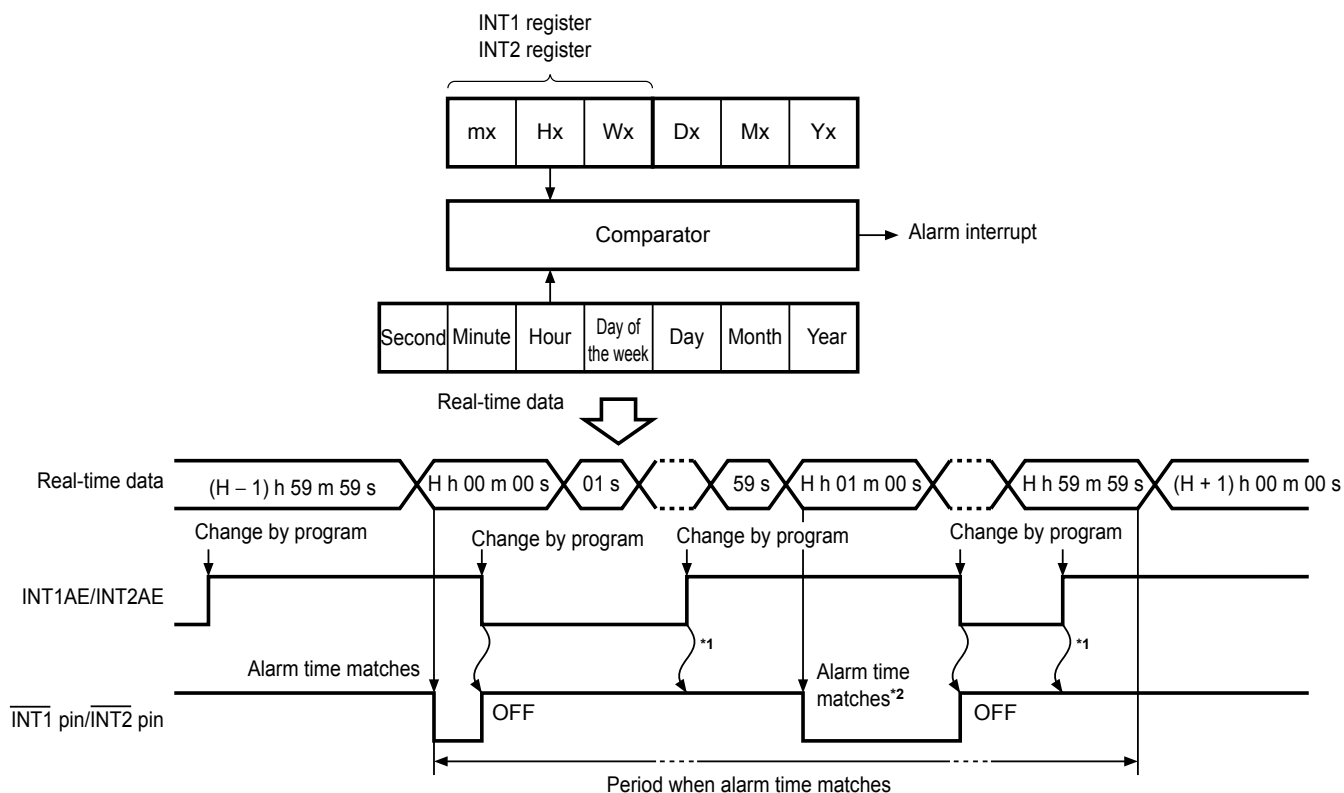 INT1 register
INT2 register
mx Hx Wx Dx Mx Yx
Comparator
Alarm interrupt
Second Minute Hour Day of the week Day Month Year
Real-time data
Real-time data
(H − 1) h 59 m 59 s H h 00 m 00 s 01 s 59 s H h 01 m 00 s H h 59 m 59 s (H + 1) h 00 m 00 s
Change by program Change by program Change by program Change by program
INT1AE/INT2AE
*1 *1
Alarm time matches
Alarm time
matches*2
INT1 pin/INT2 pin
OFF OFF
Period when alarm time matches